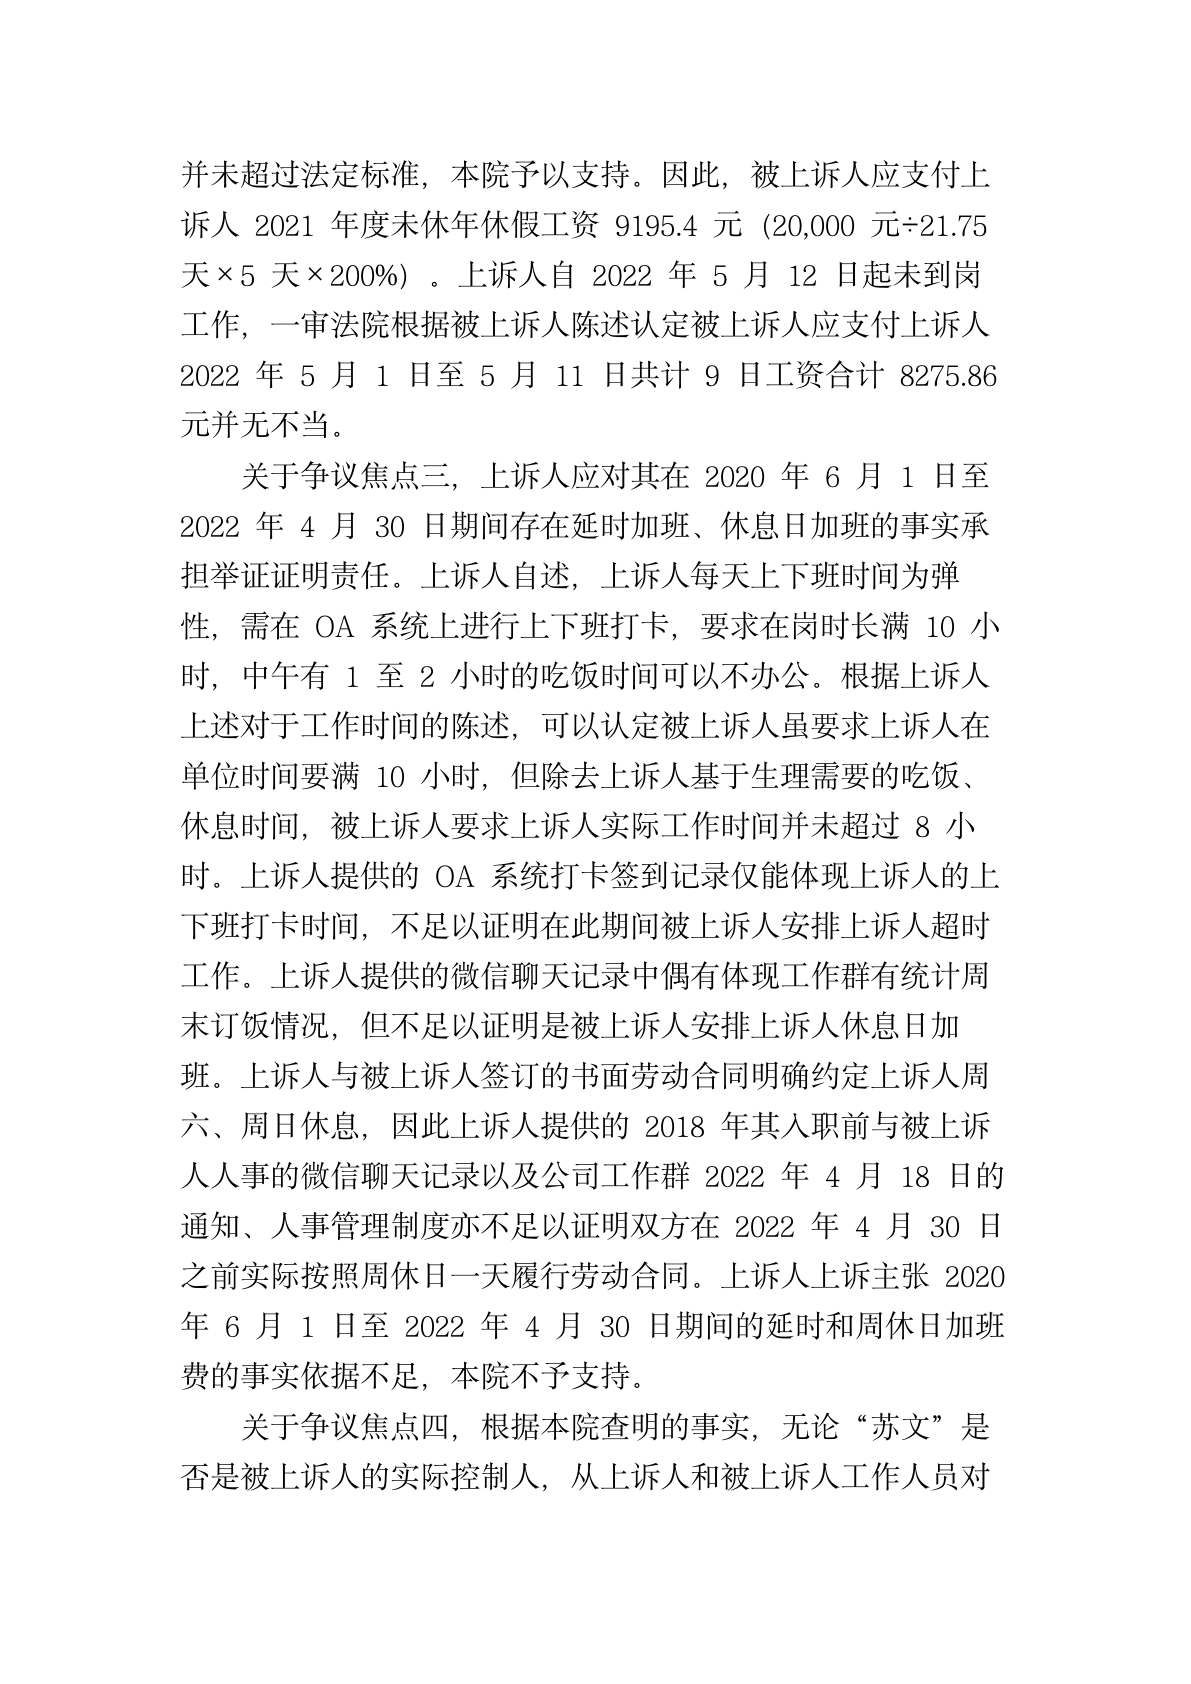 并未超过法定标准，本院予以支持。因此，被上诉人应支付上
诉人 2021 年度未休年休假工资 9195.4 元（20,000 元÷21.75
天×5 天×200%）。上诉人自 2022 年 5 月 12 日起未到岗
工作，一审法院根据被上诉人陈述认定被上诉人应支付上诉人
2022 年 5 月 1 日至 5 月 11 日共计 9 日工资合计 8275.86
元并无不当。
关于争议焦点三，上诉人应对其在 2020 年 6 月 1 日至
2022 年 4 月 30 日期间存在延时加班、休息日加班的事实承
担举证证明责任。上诉人自述，上诉人每天上下班时间为弹
性，需在 OA 系统上进行上下班打卡，要求在岗时长满 10 小
时，中午有 1 至 2 小时的吃饭时间可以不办公。根据上诉人
上述对于工作时间的陈述，可以认定被上诉人虽要求上诉人在
单位时间要满 10 小时，但除去上诉人基于生理需要的吃饭、
休息时间，被上诉人要求上诉人实际工作时间并未超过 8 小
时。上诉人提供的 OA 系统打卡签到记录仅能体现上诉人的上
下班打卡时间，不足以证明在此期间被上诉人安排上诉人超时
工作。上诉人提供的微信聊天记录中偶有体现工作群有统计周
末订饭情况，但不足以证明是被上诉人安排上诉人休息日加
班。上诉人与被上诉人签订的书面劳动合同明确约定上诉人周
六、周日休息，因此上诉人提供的 2018 年其入职前与被上诉
人人事的微信聊天记录以及公司工作群 2022 年 4 月 18 日的
通知、人事管理制度亦不足以证明双方在 2022 年 4 月 30 日
之前实际按照周休日一天履行劳动合同。上诉人上诉主张 2020
年 6 月 1 日至 2022 年 4 月 30 日期间的延时和周休日加班
费的事实依据不足，本院不予支持。
关于争议焦点四，根据本院查明的事实，无论“苏文”是
否是被上诉人的实际控制人，从上诉人和被上诉人工作人员对